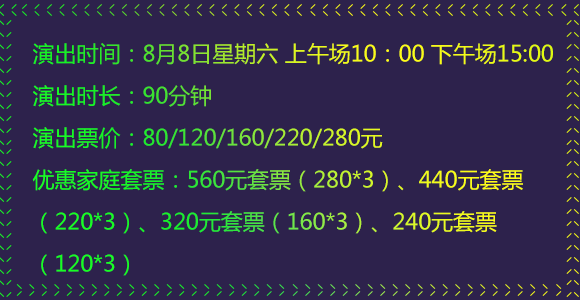 演出时间：8月8日星期六 上午场10：00 下午场15:00
演出时长：90分钟
演出票价：80/120/160/220/280元
优惠家庭套票：560元套票（280*3）、440元套票
（220*3）、320元套票（160*3）、240元套票
（120*3）